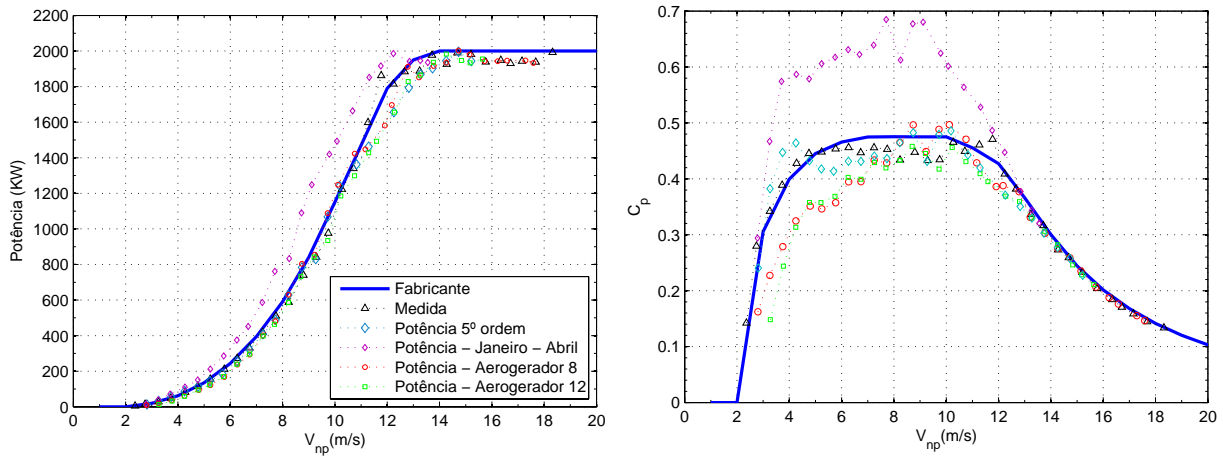 2200
2000
1800
1600
1400
1200
1000
800
600
400
200
0
Potência (KW)
0 2 4 6 8 10 12 14 16 18 20
V_np(m/s)
Fabricante
Medida
Potência 5º ordem
Potência – Janeiro – Abril
Potência – Aerogerador 8
Potência – Aerogerador 12
0.7
0.6
0.5
0.4
0.3
0.2
0.1
0
C_p
0 2 4 6 8 10 12 14 16 18 20
V_np(m/s)